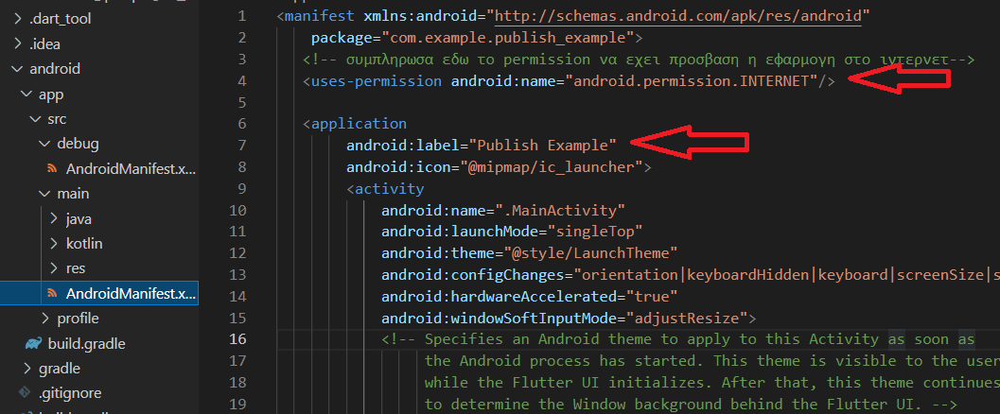 .dart_tool
.idea
android
app
src
debug
AndroidManifest.x...
main
java
kotlin
res
AndroidManifest.x...
profile
build.gradle
gradle
.gitignore
1 <manifest xmlns:android="http://schemas.android.com/apk/res/android"
2 package="com.example.publish_example">
3 <!-- συμπληρωσα εδω το permission να εχει προσβαση η εφαρμογη στο ιντερνετ-->
4 <uses-permission android:name="android.permission.INTERNET"/>
5
6 <application
7 android:label="Publish Example"
8 android:icon="@mipmap/ic_launcher">
9 <activity
10 android:name=".MainActivity"
11 android:launchMode="singleTop"
12 android:theme="@style/LaunchTheme"
13 android:configChanges="orientation|keyboardHidden|keyboard|screenSize|s
14 android:hardwareAccelerated="true"
15 android:windowSoftInputMode="adjustResize">
16 <!-- Specifies an Android theme to apply to this Activity as soon as
17 the Android process has started. This theme is visible to the user
18 while the Flutter UI initializes. After that, this theme continues
19 to determine the Window background behind the Flutter UI. -->